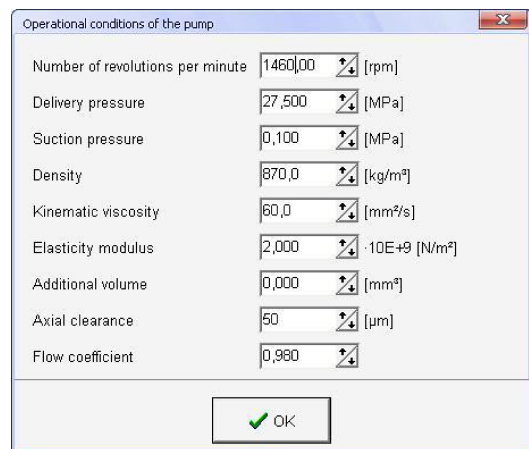 Operational conditions of the pump
Number of revolutions per minute 1460,00 [rpm]
Delivery pressure 27,500 [MPa]
Suction pressure 0,100 [MPa]
Density 870,0 [kg/m³]
Kinematic viscosity 60,0 [mm²/s]
Elasticity modulus 2,000 ·10E+9 [N/m²]
Additional volume 0,000 [mm³]
Axial clearance 50 [µm]
Flow coefficient 0,980
OK